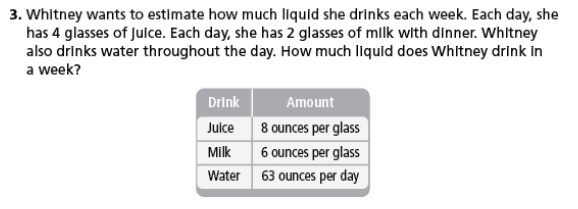 3. Whitney wants to estimate how much liquid she drinks each week. Each day, she
has 4 glasses of juice. Each day, she has 2 glasses of milk with dinner. Whitney
also drinks water throughout the day. How much liquid does Whitney drink in
a week?
Drink Amount
Juice 8 ounces per glass
Milk 6 ounces per glass
Water 63 ounces per day